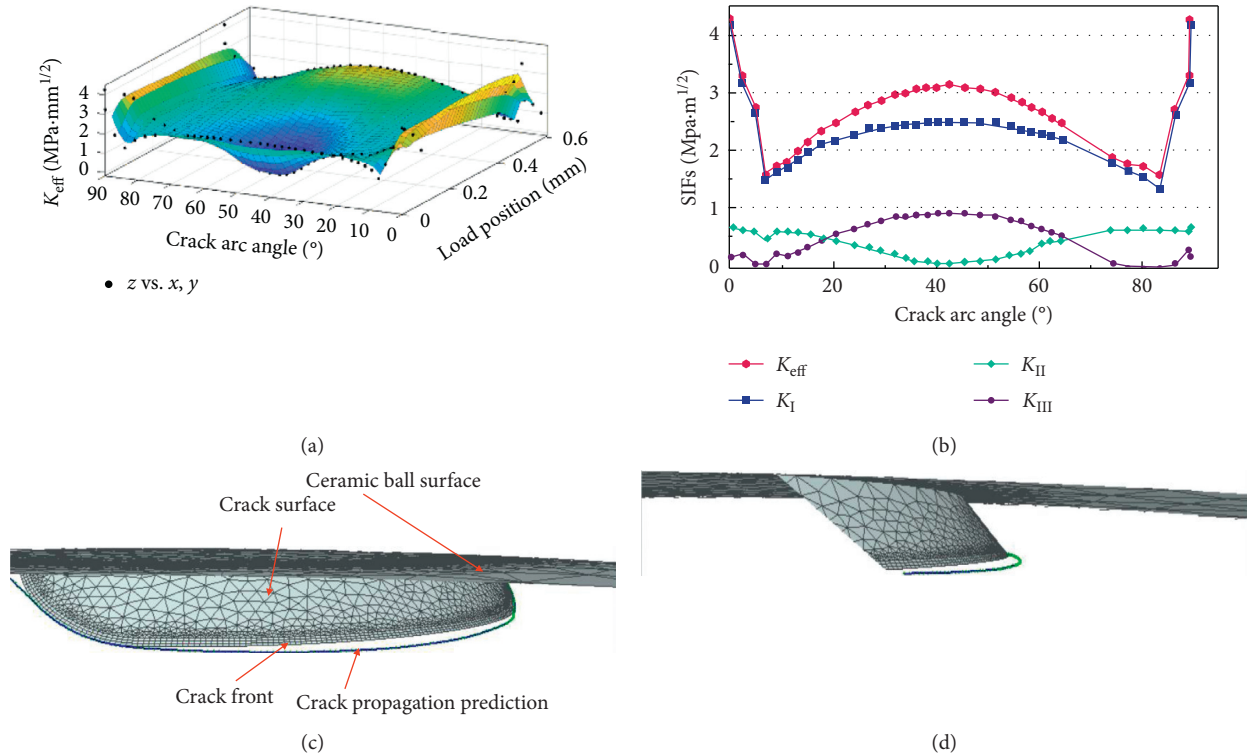 K_eff (MPa·mm^1/2)
4
3
2
1
0
90 80 70 60 50 40 30 20 10 0
Crack arc angle (°)
0 0.2 0.4 0.6
Load position (mm)
• z vs. x, y
(a)
SIFs (Mpa·m^1/2)
4
3
2
1
0
0 20 40 60 80
Crack arc angle (°)
K_eff K_II
K_I K_III
(b)
Ceramic ball surface
Crack surface
Crack front
Crack propagation prediction
(c)
(d)